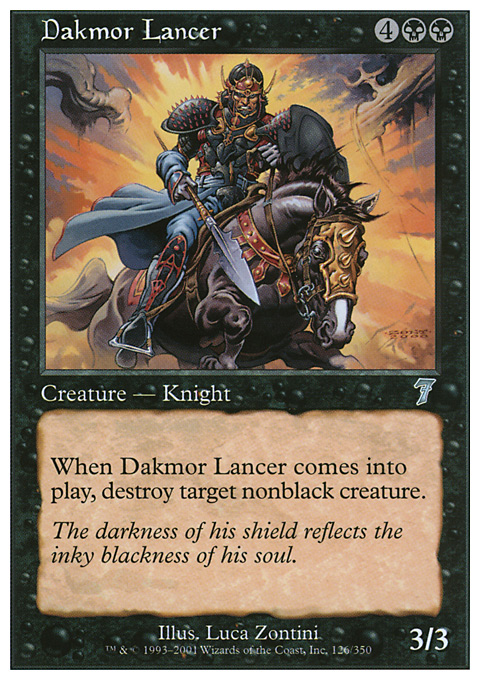 Dakmor Lancer 4
Creature — Knight 7
When Dakmor Lancer comes into
play, destroy target nonblack creature.
The darkness of his shield reflects the
inky blackness of his soul.
Illus. Luca Zontini
™ & © 1993–2001 Wizards of the Coast, Inc. 126/350
3/3